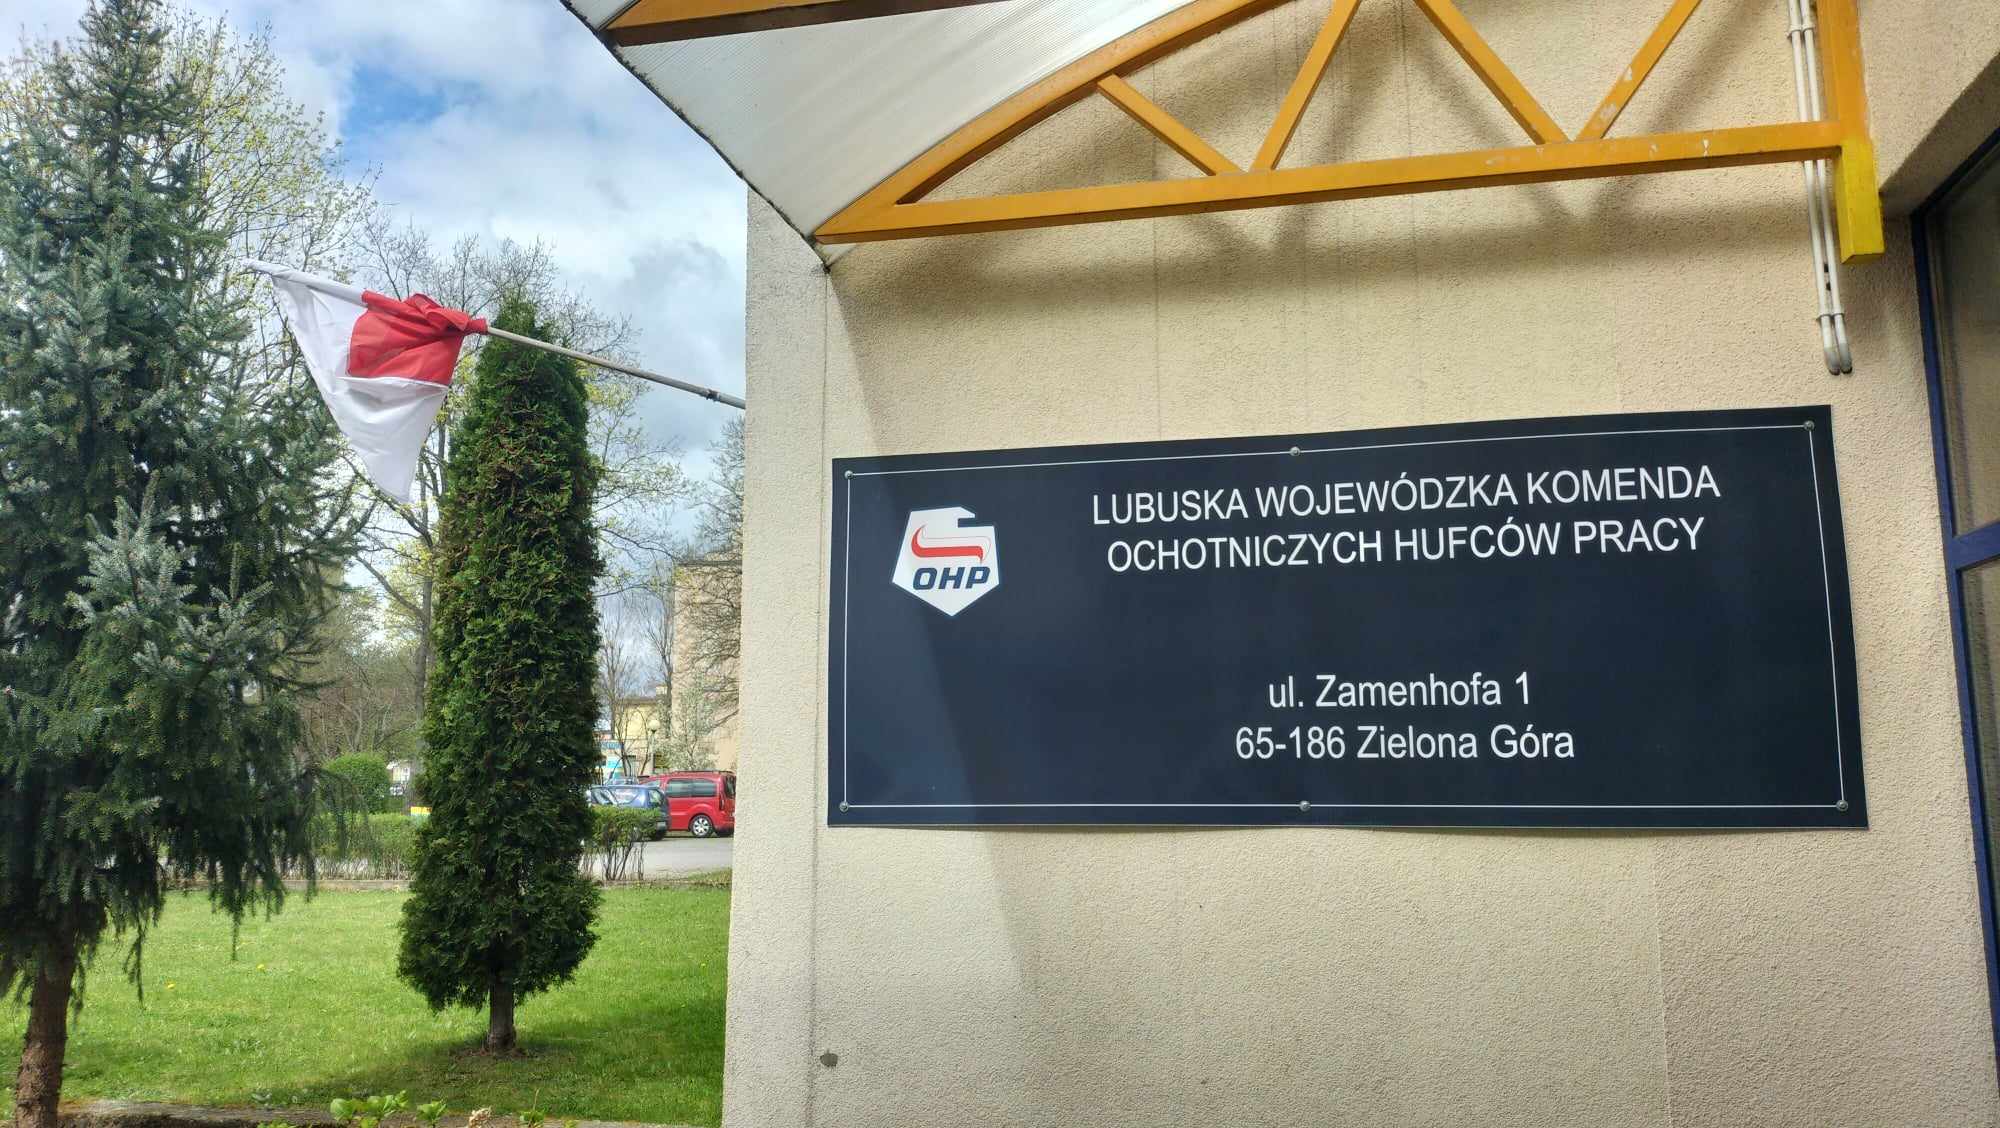 LUBUSKA WOJEWÓDZKA KOMENDA
OCHOTNICZYCH HUFCÓW PRACY
OHP
ul. Zamenhofa 1
65-186 Zielona Góra